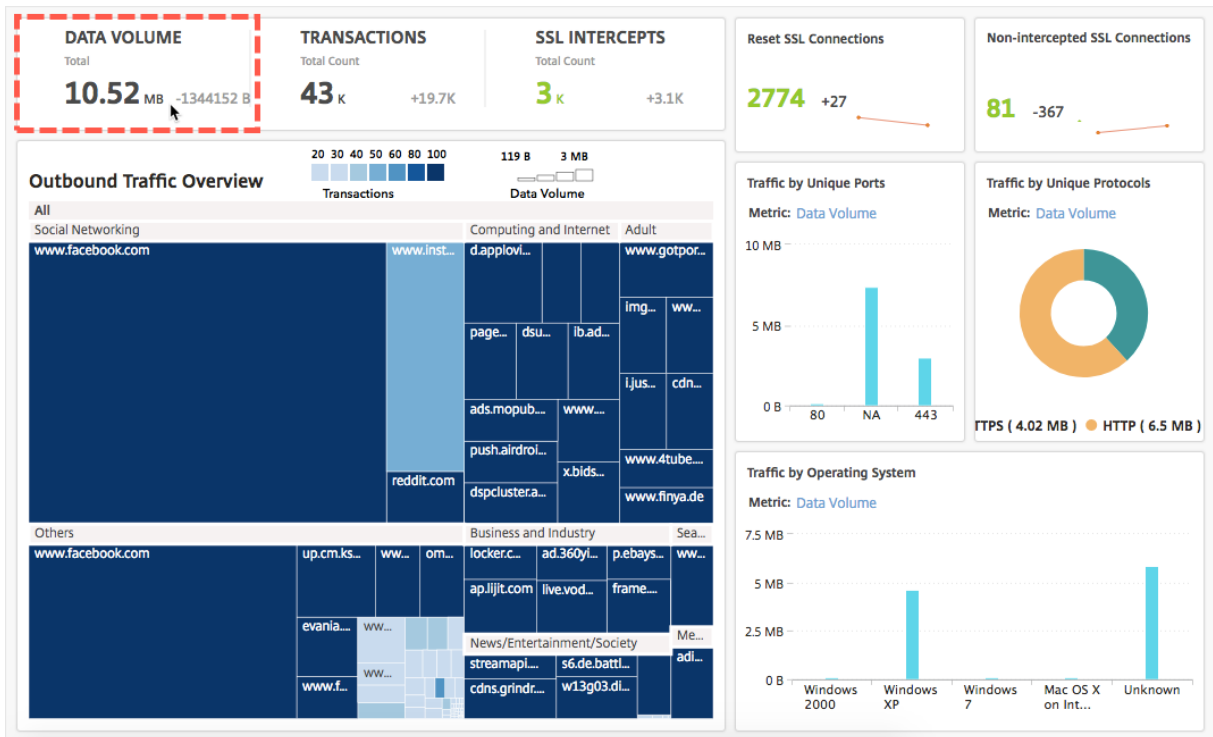 DATA VOLUME
Total
10.52 MB -1344152 B
TRANSACTIONS
Total Count
43 K +19.7K
SSL INTERCEPTS
Total Count
3 K +3.1K
Reset SSL Connections
2774 +27
Non-intercepted SSL Connections
81 -367
Outbound Traffic Overview
20 30 40 50 60 80 100
Transactions
119 B 3 MB
Data Volume
All
Social Networking
www.facebook.com
www.inst...
reddit.com
Computing and Internet
d.applovi...
page... dsu... ib.ad...
ads.mopub.... www....
push.airdroi...
x.bids...
dspcluster.a...
Adult
www.gotpor...
img... ww...
i.jus... cdn...
www.4tube....
www.finya.de
Others
www.facebook.com
up.cm.ks... ww... om...
evania.... ww...
ww...
www.f...
Business and Industry
locker.c... ad.360yi... p.ebays...
ap.lijit.com live.vod... frame....
Sea...
ww...
News/Entertainment/Society
streamapi.... s6.de.battl...
cdns.grindr.... w13g03.di...
Me...
adi...
Traffic by Unique Ports
Metric: Data Volume
10 MB
5 MB
0 B
80 NA 443
Traffic by Unique Protocols
Metric: Data Volume
TTPS ( 4.02 MB ) HTTP ( 6.5 MB )
Traffic by Operating System
Metric: Data Volume
7.5 MB
5 MB
2.5 MB
0 B
Windows 2000
Windows XP
Windows 7
Mac OS X on Int...
Unknown